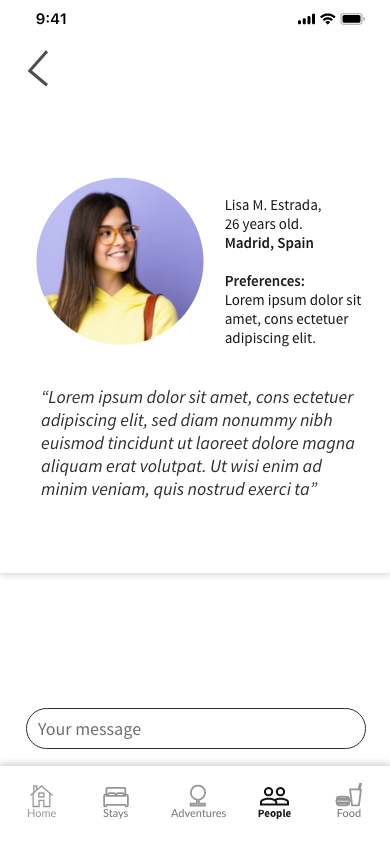 9:41
Lisa M. Estrada,
26 years old.
Madrid, Spain
Preferences:
Lorem ipsum dolor sit
amet, cons ectetuer
adipiscing elit.
“Lorem ipsum dolor sit amet, cons ectetuer
adipiscing elit, sed diam nonummy nibh
euismod tincidunt ut laoreet dolore magna
aliquam erat volutpat. Ut wisi enim ad
minim veniam, quis nostrud exerci ta”
Your message
Home Stays Adventures People Food